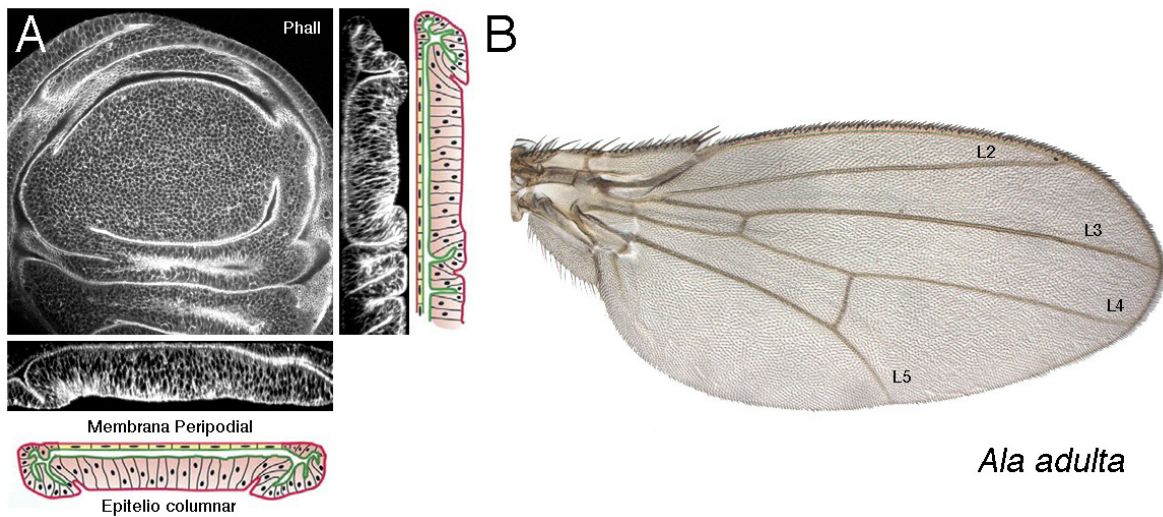 A
Phall
B
L2
L3
L4
L5
Membrana Peripodial
Epitelio columnar
Ala adulta